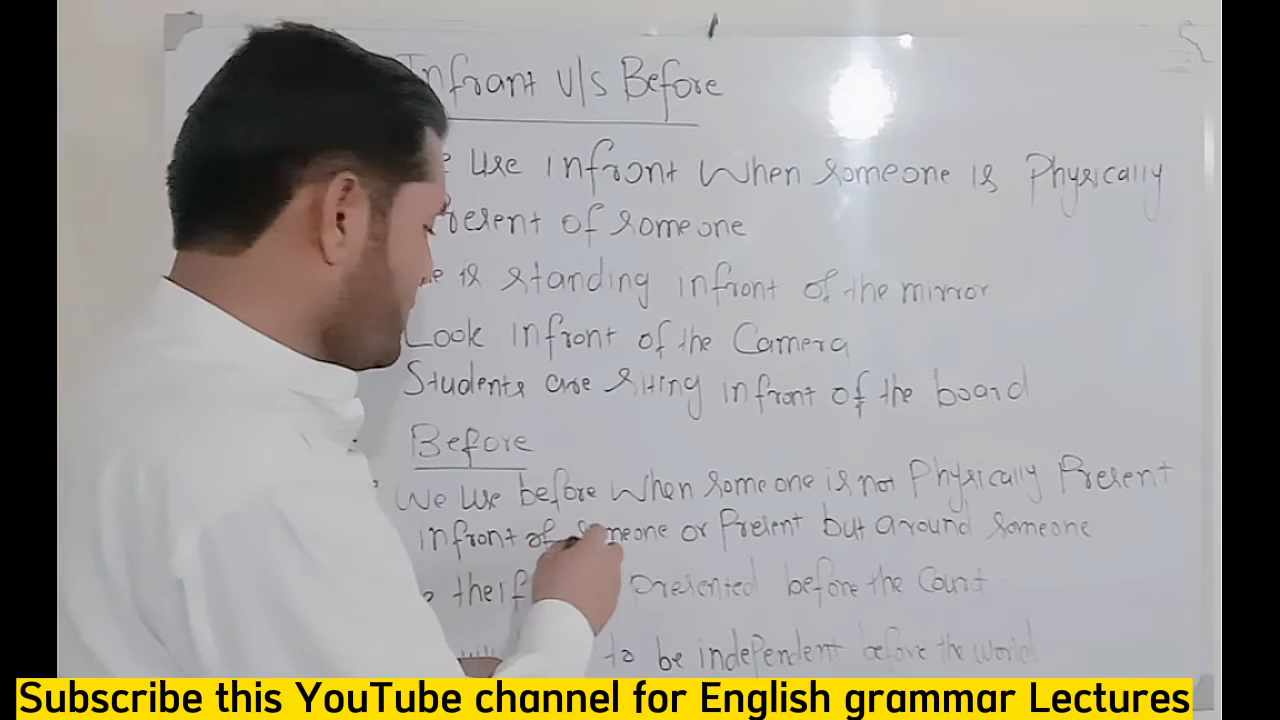 Infrant V/s Before
Use infront When someone is Physically
Present of someone
is standing infront of the mirror
Look infront of the Camera
Students are siting infront of the board
Before
We Use before When someone is not Physically Present
infront of someone or Present but around someone
theif presented before the Court
to be independent before the World
Subscribe this YouTube channel for English grammar Lectures